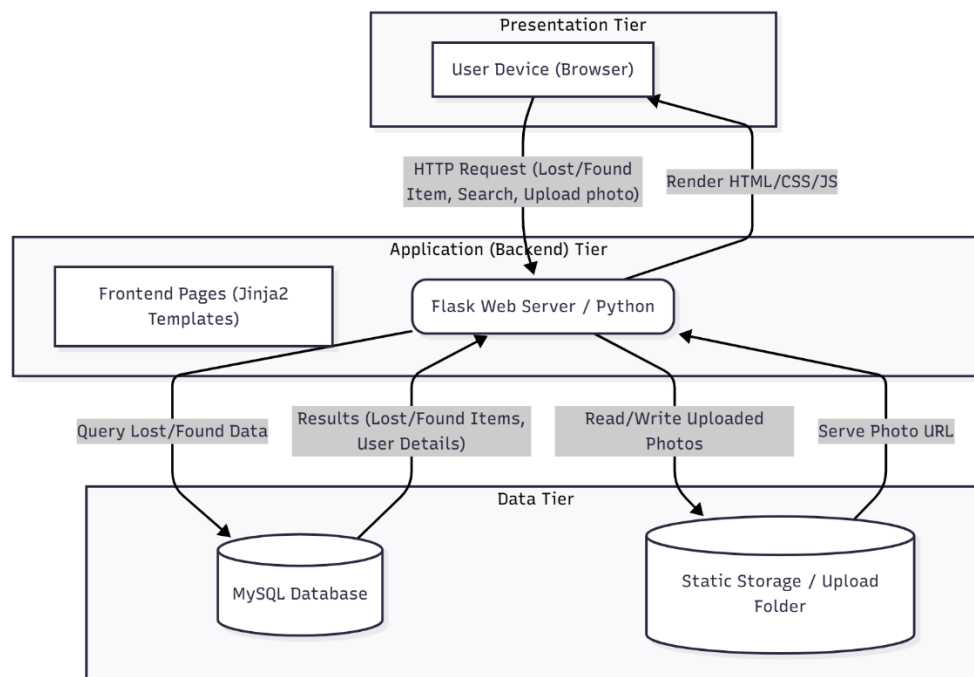 Presentation Tier
User Device (Browser)
HTTP Request (Lost/Found
Item, Search, Upload photo)
Render HTML/CSS/JS
Application (Backend) Tier
Frontend Pages (Jinja2
Templates)
Flask Web Server / Python
Query Lost/Found Data
Results (Lost/Found Items,
User Details)
Read/Write Uploaded
Photos
Serve Photo URL
Data Tier
MySQL Database
Static Storage / Upload
Folder